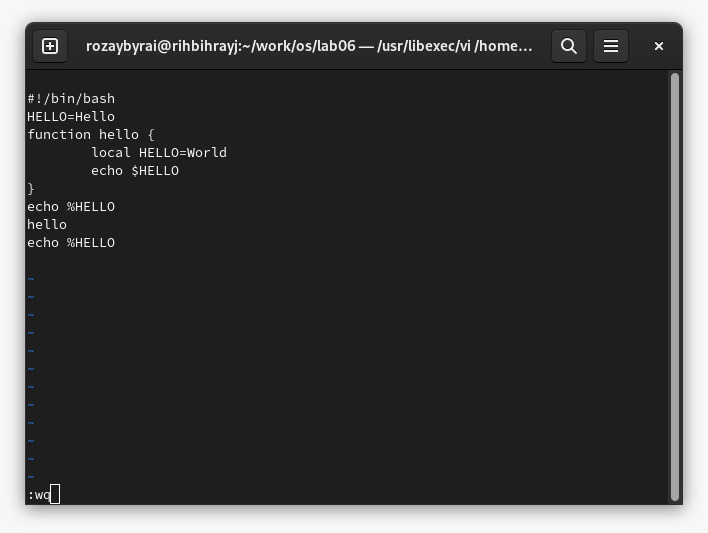 rozaybyrai@rihbihrayj:~/work/os/lab06 — /usr/libexec/vi /home...
#!/bin/bash
HELLO=Hello
function hello {
        local HELLO=World
        echo $HELLO
}
echo %HELLO
hello
echo %HELLO
~
~
~
~
~
~
~
~
~
~
~
~
:wq